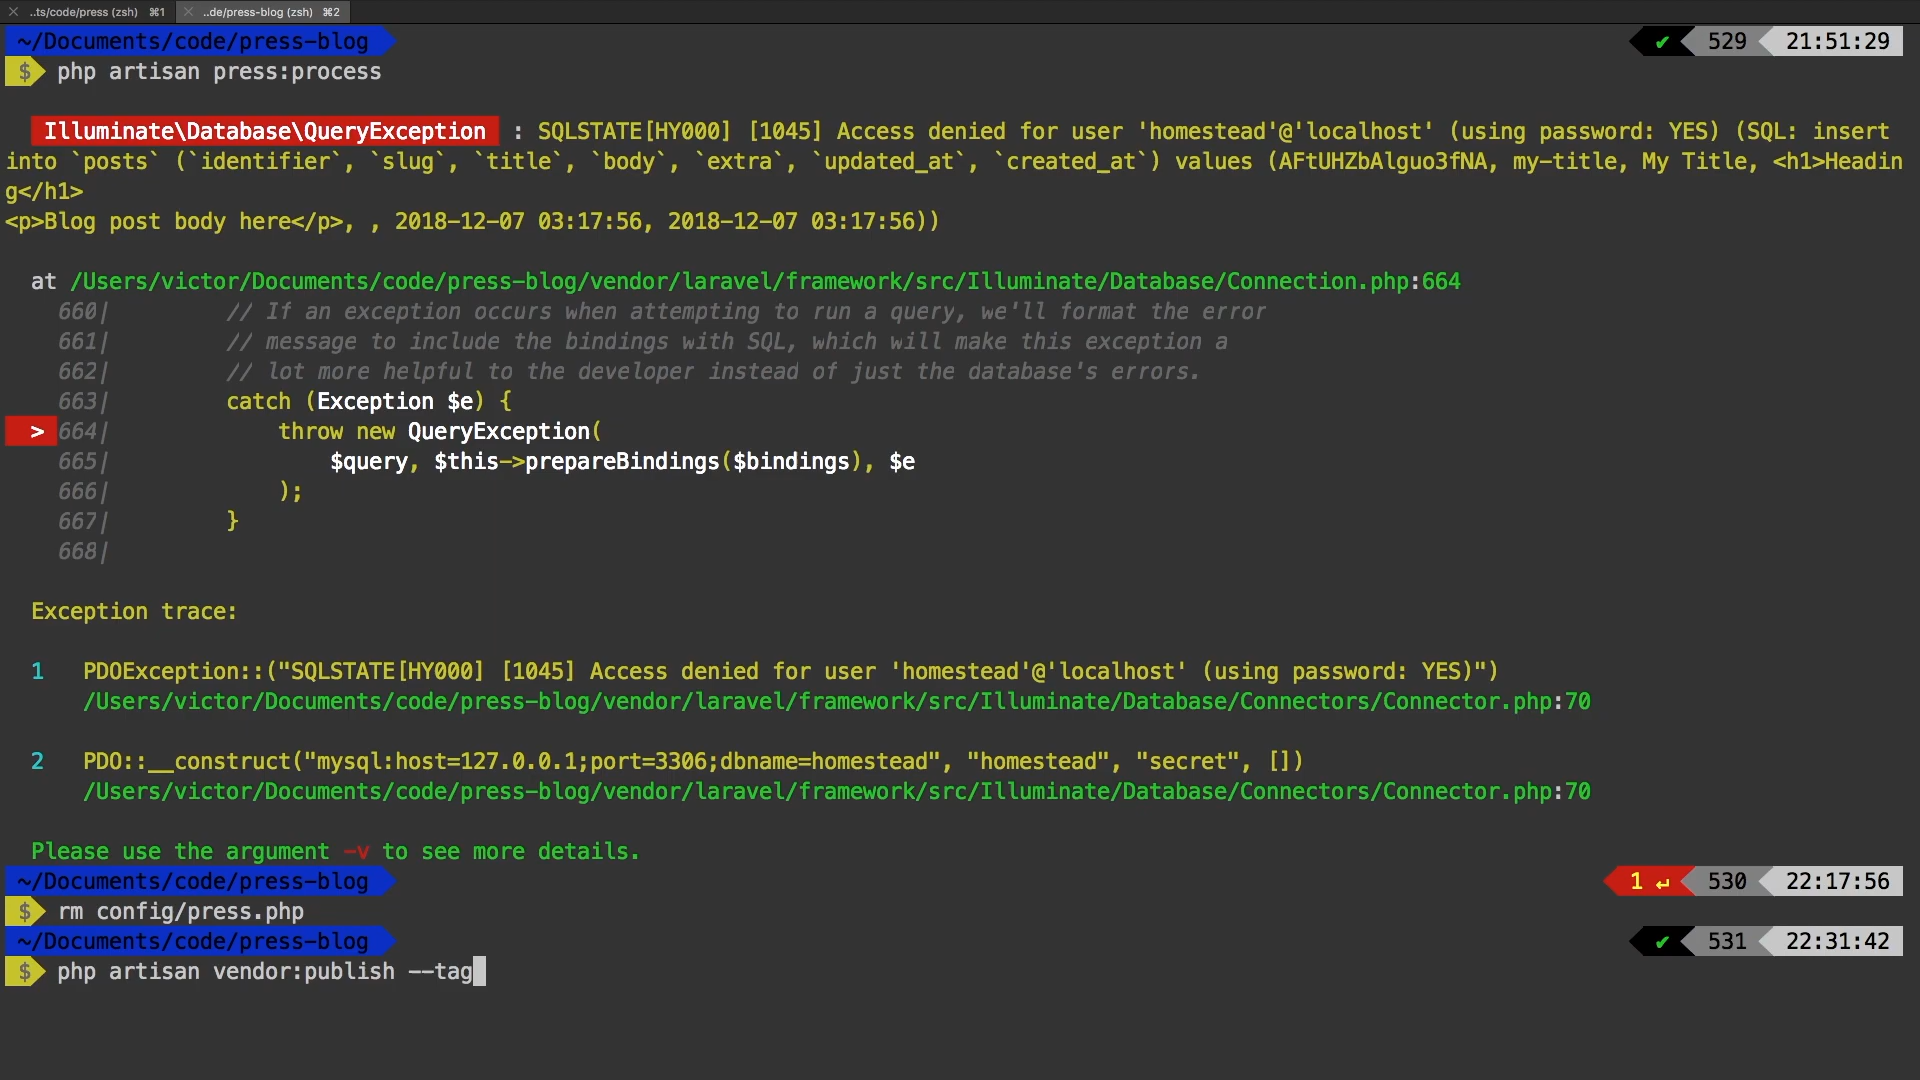 ..ts/code/press (zsh) ⌘1 ..de/press-blog (zsh) ⌘2
~/Documents/code/press-blog ✔ 529 21:51:29
$ php artisan press:process
Illuminate\Database\QueryException : SQLSTATE[HY000] [1045] Access denied for user 'homestead'@'localhost' (using password: YES) (SQL: insert
into `posts` (`identifier`, `slug`, `title`, `body`, `extra`, `updated_at`, `created_at`) values (AFtUHZbAlguo3fNA, my-title, My Title, <h1>Headin
g</h1>
<p>Blog post body here</p>, , 2018-12-07 03:17:56, 2018-12-07 03:17:56))
at /Users/victor/Documents/code/press-blog/vendor/laravel/framework/src/Illuminate/Database/Connection.php:664
660| // If an exception occurs when attempting to run a query, we'll format the error
661| // message to include the bindings with SQL, which will make this exception a
662| // lot more helpful to the developer instead of just the database's errors.
663| catch (Exception $e) {
> 664| throw new QueryException(
665| $query, $this->prepareBindings($bindings), $e
666| );
667| }
668|
Exception trace:
1 PDOException::("SQLSTATE[HY000] [1045] Access denied for user 'homestead'@'localhost' (using password: YES)")
/Users/victor/Documents/code/press-blog/vendor/laravel/framework/src/Illuminate/Database/Connectors/Connector.php:70
2 PDO::__construct("mysql:host=127.0.0.1;port=3306;dbname=homestead", "homestead", "secret", [])
/Users/victor/Documents/code/press-blog/vendor/laravel/framework/src/Illuminate/Database/Connectors/Connector.php:70
Please use the argument -v to see more details.
~/Documents/code/press-blog 1 ↵ 530 22:17:56
$ rm config/press.php
~/Documents/code/press-blog ✔ 531 22:31:42
$ php artisan vendor:publish --tag